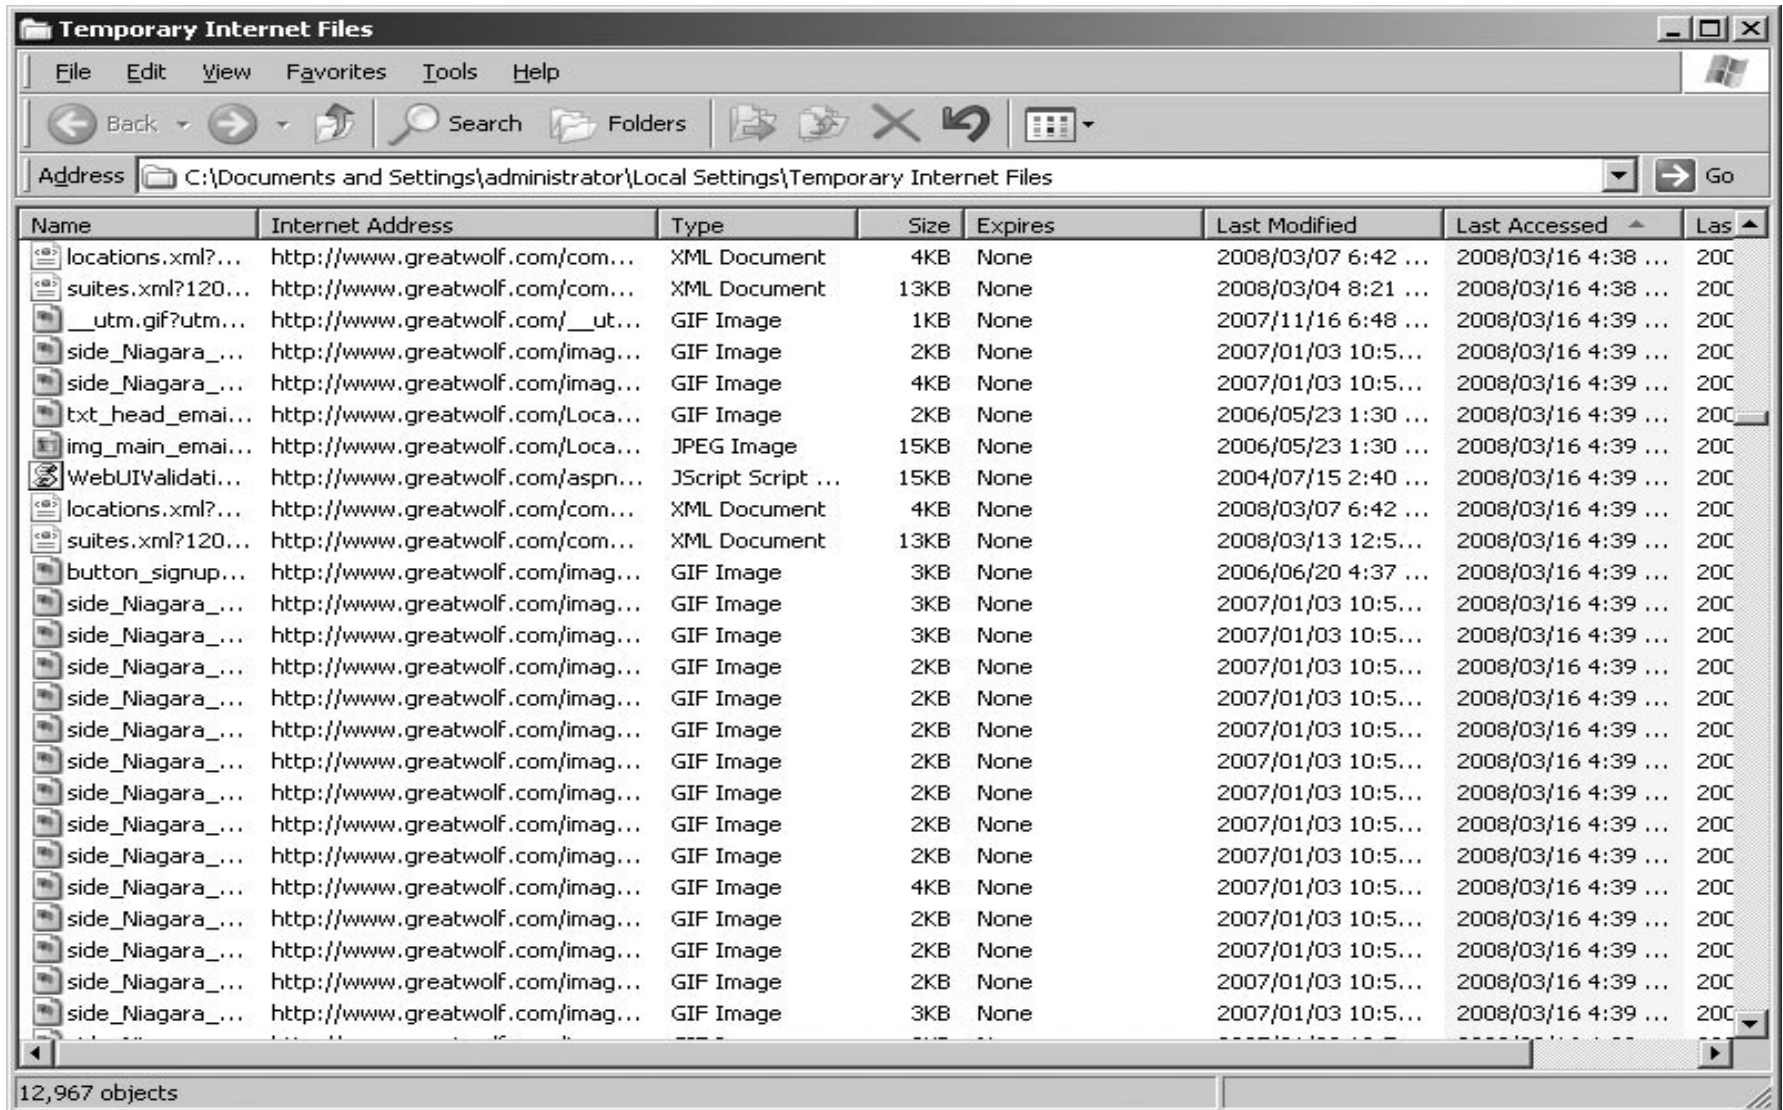 Temporary Internet Files
File Edit View Favorites Tools Help
Back Search Folders
Address C:\Documents and Settings\administrator\Local Settings\Temporary Internet Files Go
Name Internet Address Type Size Expires Last Modified Last Accessed Las
locations.xml?... http://www.greatwolf.com/com... XML Document 4KB None 2008/03/07 6:42 ... 2008/03/16 4:38 ... 200
suites.xml?120... http://www.greatwolf.com/com... XML Document 13KB None 2008/03/04 8:21 ... 2008/03/16 4:38 ... 200
__utm.gif?utm... http://www.greatwolf.com/__ut... GIF Image 1KB None 2007/11/16 6:48 ... 2008/03/16 4:39 ... 200
side_Niagara_... http://www.greatwolf.com/imag... GIF Image 2KB None 2007/01/03 10:5... 2008/03/16 4:39 ... 200
side_Niagara_... http://www.greatwolf.com/imag... GIF Image 4KB None 2007/01/03 10:5... 2008/03/16 4:39 ... 200
txt_head_emai... http://www.greatwolf.com/Loca... GIF Image 2KB None 2006/05/23 1:30 ... 2008/03/16 4:39 ... 200
img_main_emai... http://www.greatwolf.com/Loca... JPEG Image 15KB None 2006/05/23 1:30 ... 2008/03/16 4:39 ... 200
WebUIValidati... http://www.greatwolf.com/aspn... JScript Script ... 15KB None 2004/07/15 2:40 ... 2008/03/16 4:39 ... 200
locations.xml?... http://www.greatwolf.com/com... XML Document 4KB None 2008/03/07 6:42 ... 2008/03/16 4:39 ... 200
suites.xml?120... http://www.greatwolf.com/com... XML Document 13KB None 2008/03/13 12:5... 2008/03/16 4:39 ... 200
button_signup... http://www.greatwolf.com/imag... GIF Image 3KB None 2006/06/20 4:37 ... 2008/03/16 4:39 ... 200
side_Niagara_... http://www.greatwolf.com/imag... GIF Image 3KB None 2007/01/03 10:5... 2008/03/16 4:39 ... 200
side_Niagara_... http://www.greatwolf.com/imag... GIF Image 3KB None 2007/01/03 10:5... 2008/03/16 4:39 ... 200
side_Niagara_... http://www.greatwolf.com/imag... GIF Image 2KB None 2007/01/03 10:5... 2008/03/16 4:39 ... 200
side_Niagara_... http://www.greatwolf.com/imag... GIF Image 2KB None 2007/01/03 10:5... 2008/03/16 4:39 ... 200
side_Niagara_... http://www.greatwolf.com/imag... GIF Image 2KB None 2007/01/03 10:5... 2008/03/16 4:39 ... 200
side_Niagara_... http://www.greatwolf.com/imag... GIF Image 2KB None 2007/01/03 10:5... 2008/03/16 4:39 ... 200
side_Niagara_... http://www.greatwolf.com/imag... GIF Image 2KB None 2007/01/03 10:5... 2008/03/16 4:39 ... 200
side_Niagara_... http://www.greatwolf.com/imag... GIF Image 2KB None 2007/01/03 10:5... 2008/03/16 4:39 ... 200
side_Niagara_... http://www.greatwolf.com/imag... GIF Image 2KB None 2007/01/03 10:5... 2008/03/16 4:39 ... 200
side_Niagara_... http://www.greatwolf.com/imag... GIF Image 4KB None 2007/01/03 10:5... 2008/03/16 4:39 ... 200
side_Niagara_... http://www.greatwolf.com/imag... GIF Image 2KB None 2007/01/03 10:5... 2008/03/16 4:39 ... 200
side_Niagara_... http://www.greatwolf.com/imag... GIF Image 2KB None 2007/01/03 10:5... 2008/03/16 4:39 ... 200
side_Niagara_... http://www.greatwolf.com/imag... GIF Image 2KB None 2007/01/03 10:5... 2008/03/16 4:39 ... 200
side_Niagara_... http://www.greatwolf.com/imag... GIF Image 3KB None 2007/01/03 10:5... 2008/03/16 4:39 ... 200
12,967 objects